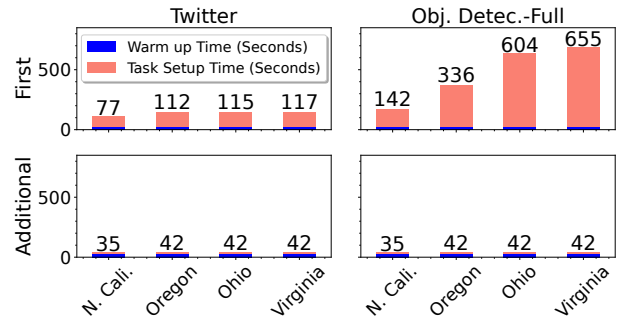 Twitter
Obj. Detec.-Full
First
500
0
Warm up Time (Seconds)
Task Setup Time (Seconds)
77
112
115
117
142
336
604
655
Additional
500
0
35
42
42
42
35
42
42
42
N. Cali.
Oregon
Ohio
Virginia
N. Cali.
Oregon
Ohio
Virginia